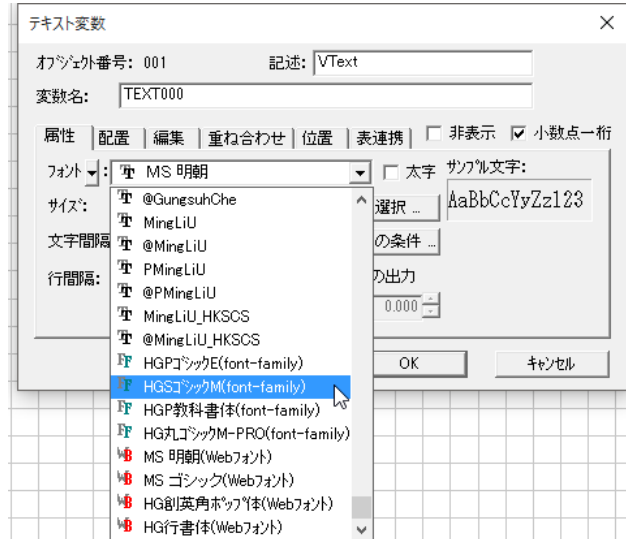 テキスト変数
ｵﾌﾞｼﾞｪｸﾄ番号: 001 記述: VText
変数名: TEXT000
属性 配置 編集 重ね合わせ 位置 表連携 非表示 小数点一桁
ﾌｫﾝﾄ : MS 明朝 太字 ｻﾝﾌﾟﾙ文字:
ｻｲｽﾞ: 選択 ... AaBbCcYyZz123
文字間隔 の条件 ...
行間隔: の出力
0.000
OK ｷｬﾝｾﾙ
@GungsuhChe
MingLiU
@MingLiU
PMingLiU
@PMingLiU
MingLiU_HKSCS
@MingLiU_HKSCS
HGPｺﾞｼｯｸE(font-family)
HGSｺﾞｼｯｸM(font-family)
HGP教科書体(font-family)
HG丸ｺﾞｼｯｸM-PRO(font-family)
MS 明朝(Webﾌｫﾝﾄ)
MS ゴシック(Webﾌｫﾝﾄ)
HG創英角ﾎﾟｯﾌﾟ体(Webﾌｫﾝﾄ)
HG行書体(Webﾌｫﾝﾄ)